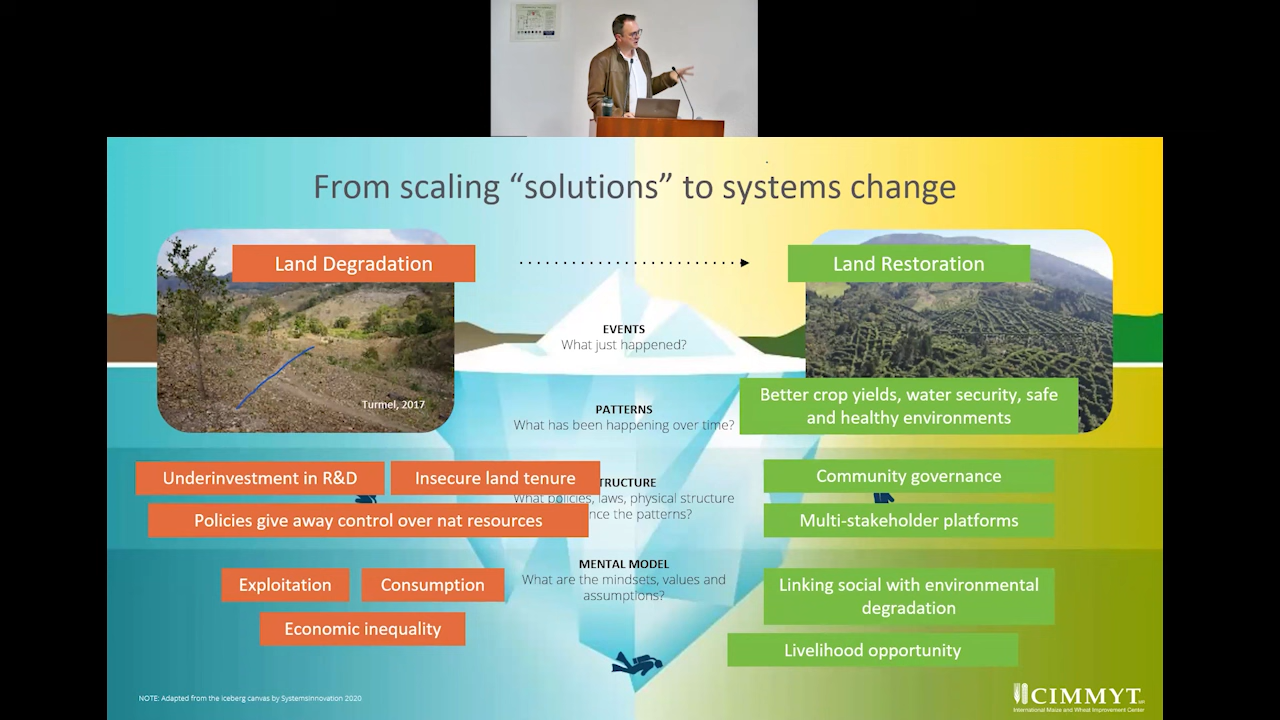 From scaling “solutions” to systems change
Land Degradation
Land Restoration
EVENTS
What just happened?
Turmel, 2017
PATTERNS
What has been happening over time?
Better crop yields, water security, safe
and healthy environments
Underinvestment in R&D
Insecure land tenure
Policies give away control over nat resources
TRUCTURE
What policies, laws, physical structure
nce the patterns?
Community governance
Multi-stakeholder platforms
MENTAL MODEL
What are the mindsets, values and
assumptions?
Exploitation
Consumption
Economic inequality
Linking social with environmental
degradation
Livelihood opportunity
NOTE: Adapted from the iceberg canvas by SystemsInnovation 2020
CIMMYT
International Maize and Wheat Improvement Center